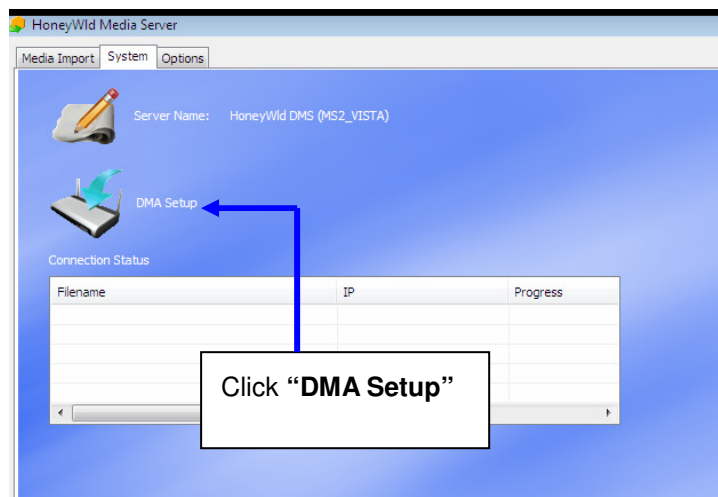 HoneyWld Media Server
Media Import System Options
Server Name: HoneyWld DMS (MS2_VISTA)
DMA Setup
Connection Status
Filename IP Progress
Click “DMA Setup”